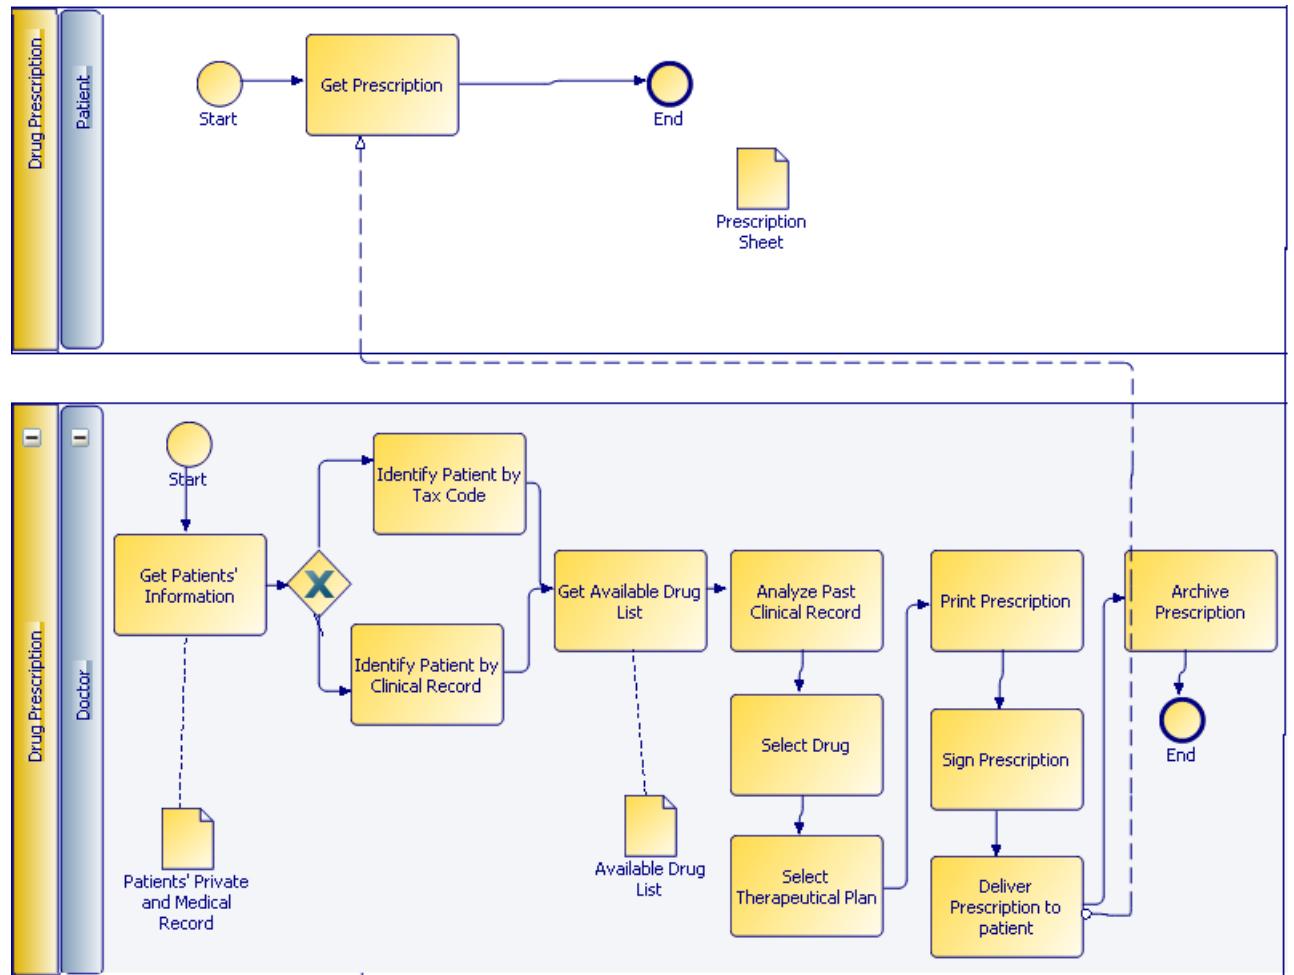 Drug Prescription
Patient
Start
Get Prescription
End
Prescription
Sheet
Drug Prescription
Doctor
Start
Get Patients'
Information
Patients' Private
and Medical
Record
Identify Patient by
Tax Code
Identify Patient by
Clinical Record
Get Available Drug
List
Available Drug
List
Analyze Past
Clinical Record
Select Drug
Select
Therapeutical Plan
Print Prescription
Sign Prescription
Deliver
Prescription to
patient
Archive
Prescription
End